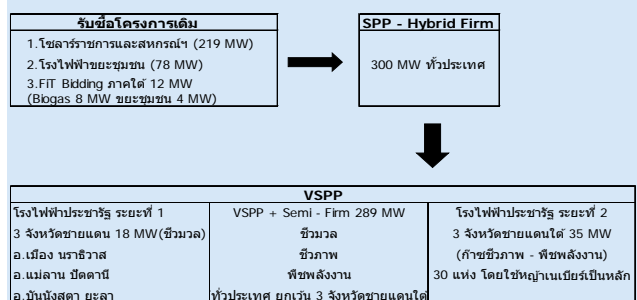 รับซื้อโครงการเดิม
1.โซลาร์ราชการและสหกรณ์ฯ (219 MW)
2.โรงไฟฟ้าขยะชุมชน (78 MW)
3.FiT Bidding ภาคใต้ 12 MW
(Biogas 8 MW ขยะชุมชน 4 MW)
SPP - Hybrid Firm
300 MW ทั่วประเทศ
VSPP
โรงไฟฟ้าประชารัฐ ระยะที่ 1
3 จังหวัดชายแดน 18 MW(ชีวมวล)
อ.เมือง นราธิวาส
อ.แม่ลาน ปัตตานี
อ.บันนังสตา ยะลา
VSPP + Semi - Firm 289 MW
ชีวมวล
ชีวภาพ
พืชพลังงาน
ทั่วประเทศ ยกเว้น 3 จังหวัดชายแดนใต้
โรงไฟฟ้าประชารัฐ ระยะที่ 2
3 จังหวัดชายแดนใต้ 35 MW
(ก๊าซชีวภาพ - พืชพลังงาน)
30 แห่ง โดยใช้หญ้าเนเปียร์เป็นหลัก